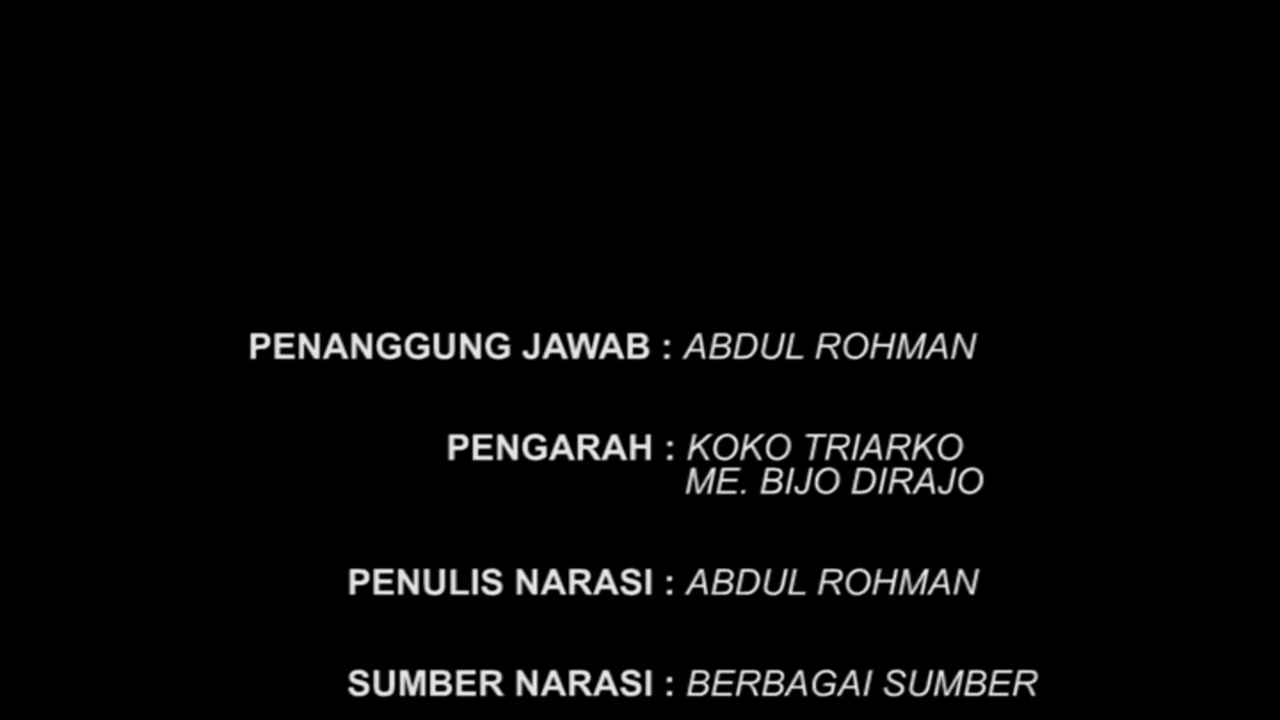 PENANGGUNG JAWAB : ABDUL ROHMAN
PENGARAH : KOKO TRIARKO
ME. BIJO DIRAJO
PENULIS NARASI : ABDUL ROHMAN
SUMBER NARASI : BERBAGAI SUMBER